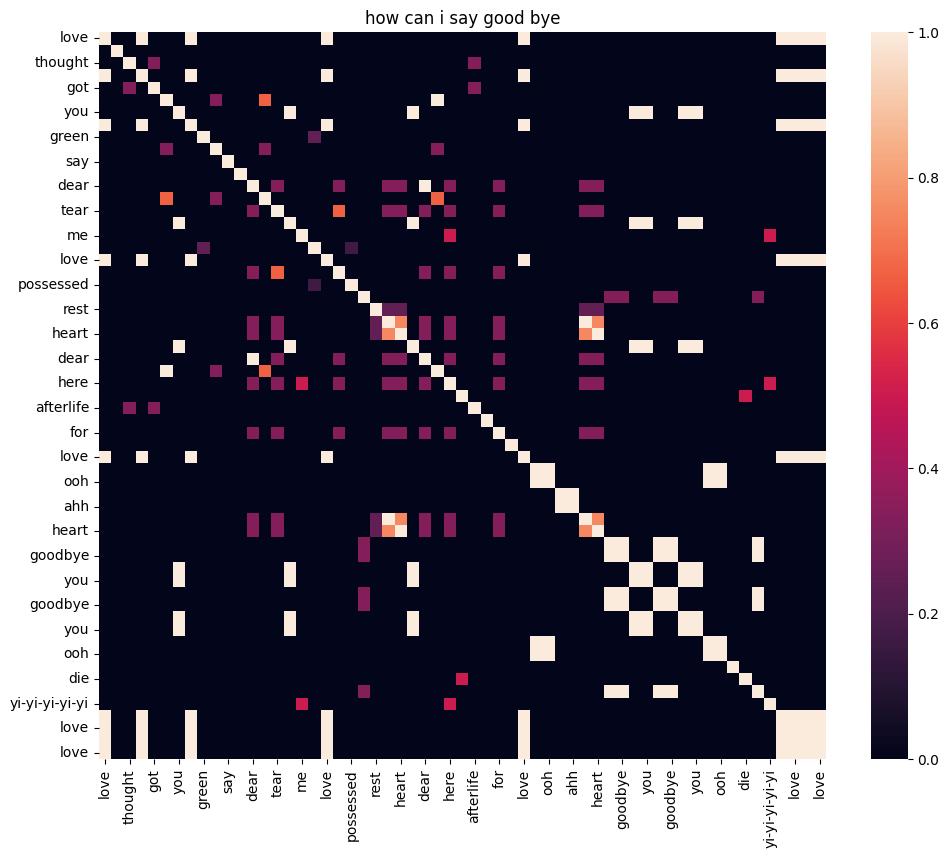 how can i say good bye
love
thought
got
you
green
say
dear
tear
me
love
possessed
rest
heart
dear
here
afterlife
for
love
ooh
ahh
heart
goodbye
you
goodbye
you
ooh
die
yi-yi-yi-yi-yi
love
love
1.0
0.8
0.6
0.4
0.2
0.0
love
thought
got
you
green
say
dear
tear
me
love
possessed
rest
heart
dear
here
afterlife
for
love
ooh
ahh
heart
goodbye
you
goodbye
you
ooh
die
yi-yi-yi-yi-yi
love
love